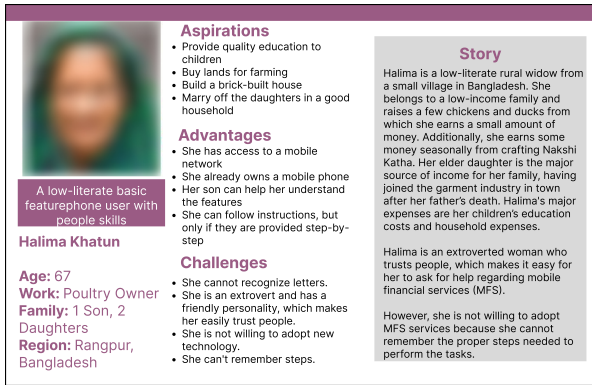 A low-literate basic
featurephone user with
people skills
Halima Khatun
Age: 67
Work: Poultry Owner
Family: 1 Son, 2
Daughters
Region: Rangpur,
Bangladesh
Aspirations
• Provide quality education to
children
• Buy lands for farming
• Build a brick-built house
• Marry off the daughters in a good
household
Advantages
• She has access to a mobile
network
• She already owns a mobile phone
• Her son can help her understand
the features
• She can follow instructions, but
only if they are provided step-by-
step
Challenges
• She cannot recognize letters.
• She is an extrovert and has a
friendly personality, which makes
her easily trust people.
• She is not willing to adopt new
technology.
• She can't remember steps.
Story
Halima is a low-literate rural widow from
a small village in Bangladesh. She
belongs to a low-income family and
raises a few chickens and ducks from
which she earns a small amount of
money. Additionally, she earns some
money seasonally from crafting Nakshi
Katha. Her elder daughter is the major
source of income for her family, having
joined the garment industry in town
after her father's death. Halima's major
expenses are her children's education
costs and household expenses.
Halima is an extroverted woman who
trusts people, which makes it easy for
her to ask for help regarding mobile
financial services (MFS).
However, she is not willing to adopt
MFS services because she cannot
remember the proper steps needed to
perform the tasks.